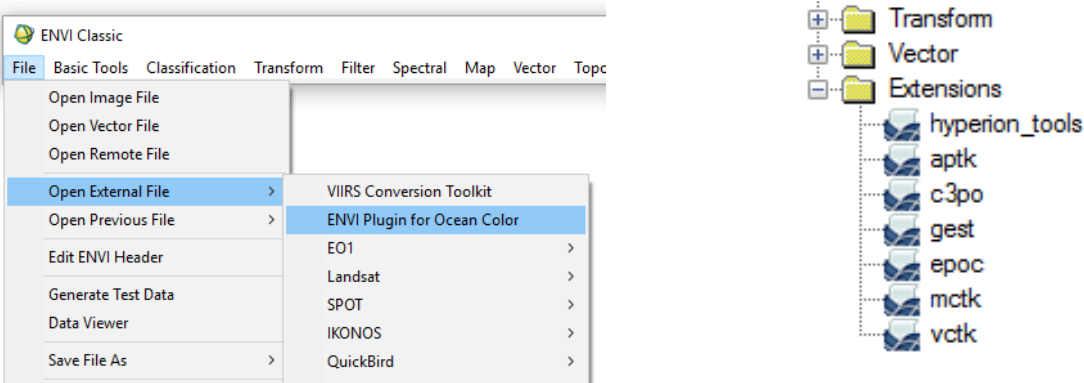 ENVI Classic
File Basic Tools Classification Transform Filter Spectral Map Vector Topo
Open Image File
Open Vector File
Open Remote File
Open External File
Open Previous File
Edit ENVI Header
Generate Test Data
Data Viewer
Save File As
VIIRS Conversion Toolkit
ENVI Plugin for Ocean Color
EO1
Landsat
SPOT
IKONOS
QuickBird
Transform
Vector
Extensions
hyperion_tools
aptk
c3po
gest
epoc
mctk
vctk